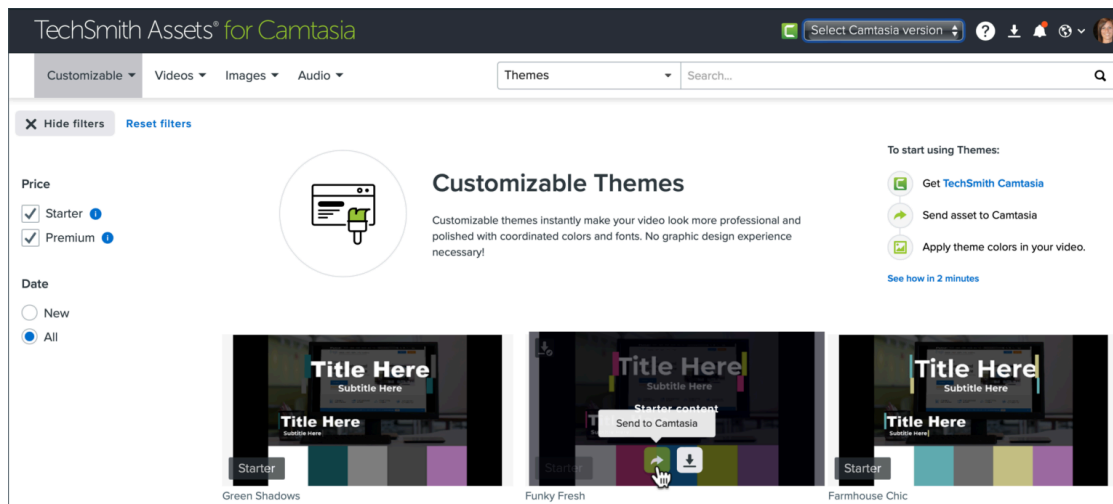 TechSmith Assets® for Camtasia
Select Camtasia version
Customizable
Videos
Images
Audio
Themes
Search...
Hide filters
Reset filters
Price
Starter
Premium
Date
New
All
Customizable Themes
Customizable themes instantly make your video look more professional and
polished with coordinated colors and fonts. No graphic design experience
necessary!
To start using Themes:
Get TechSmith Camtasia
Send asset to Camtasia
Apply theme colors in your video.
See how in 2 minutes
Title Here
Subtitle Here
Title Here
Subtitle Here
Starter
Green Shadows
Title Here
Subtitle Here
Starter content
Send to Camtasia
Starter
Funky Fresh
Title Here
Subtitle Here
Title Here
Subtitle Here
Starter
Farmhouse Chic